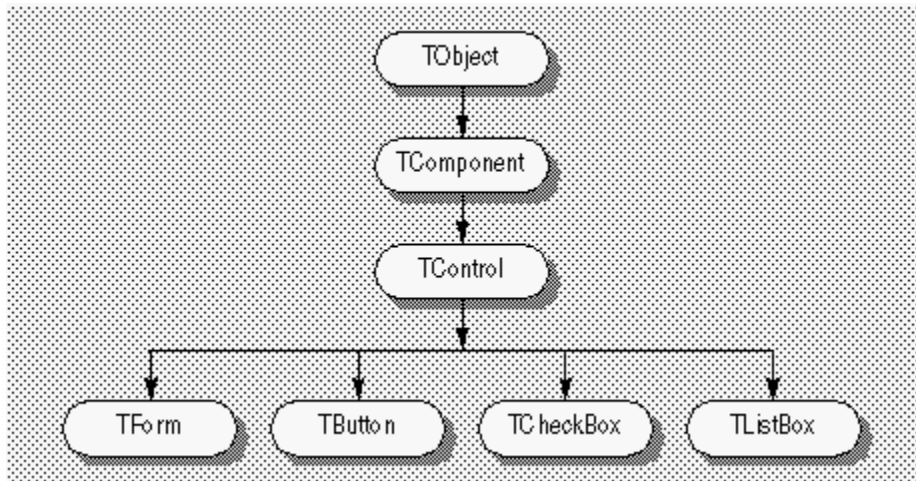 TObject
TComponent
TControl
TForm
TButton
TCheckBox
TListBox